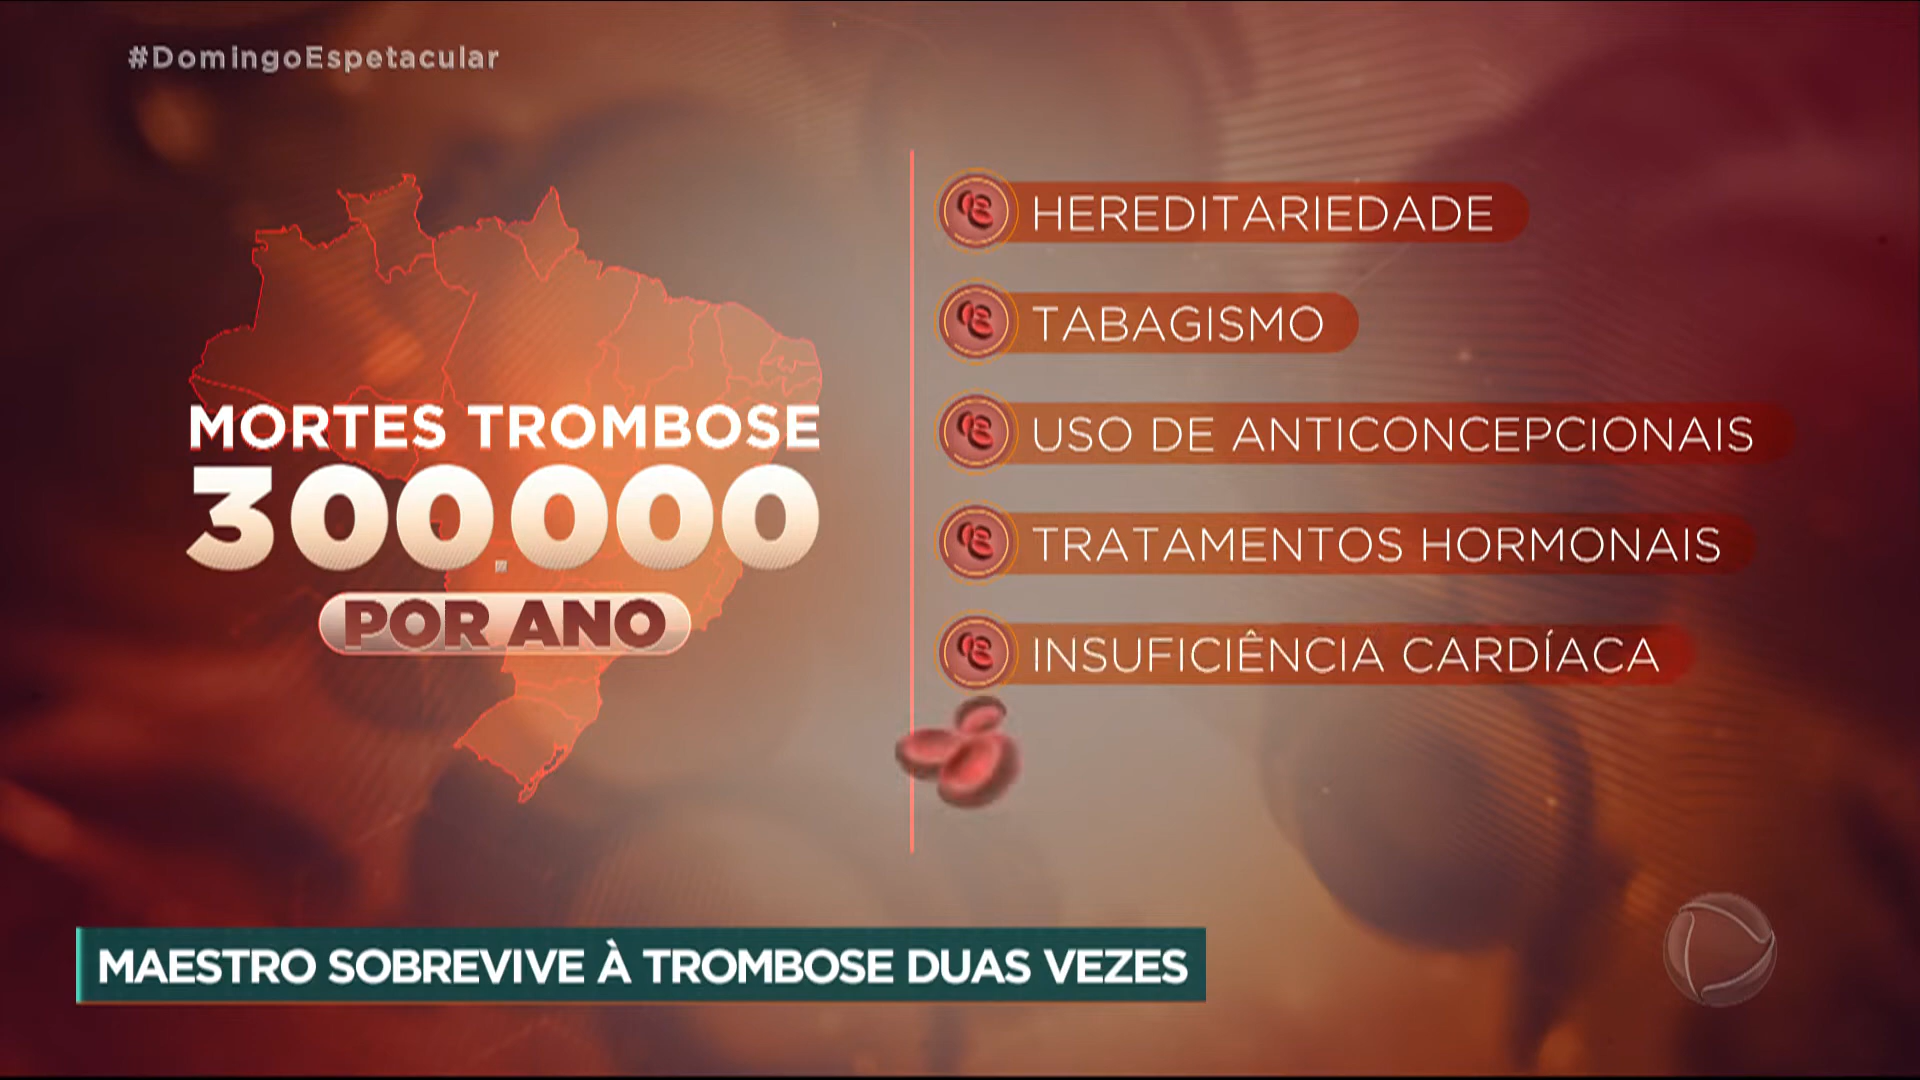 #DomingoEspetacular
MORTES TROMBOSE
300.000
POR ANO
HEREDITARIEDADE
TABAGISMO
USO DE ANTICONCEPCIONAIS
TRATAMENTOS HORMONAIS
INSUFICIÊNCIA CARDÍACA
MAESTRO SOBREVIVE À TROMBOSE DUAS VEZES